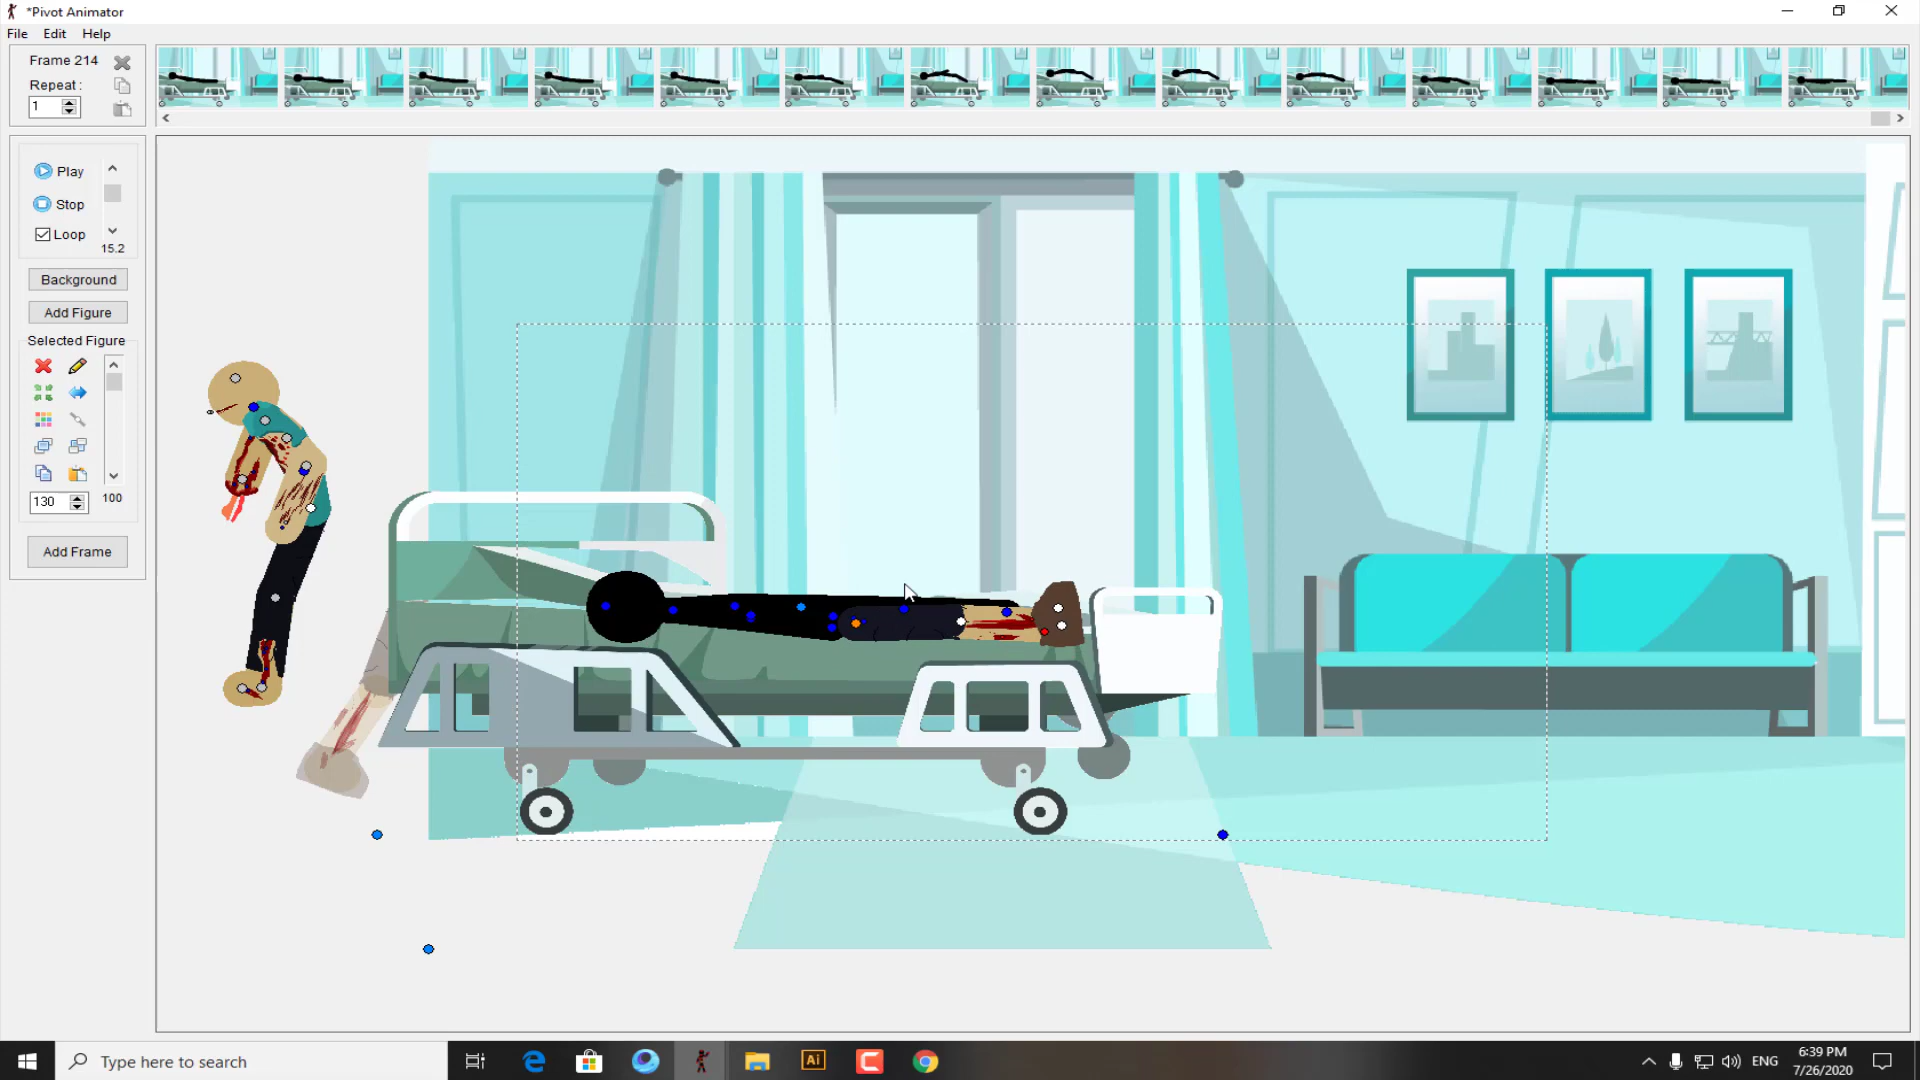 *Pivot Animator
File Edit Help
Frame 214
Repeat :
1
Play
Stop
Loop
15.2
Background
Add Figure
Selected Figure
130
100
Add Frame
Type here to search
Ai
ENG
6:39 PM
7/26/2020